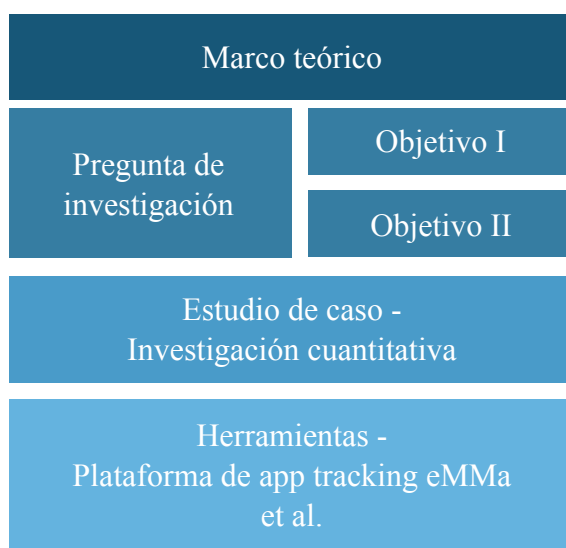 Marco teórico
Pregunta de
investigación
Objetivo I
Objetivo II
Estudio de caso -
Investigación cuantitativa
Herramientas -
Plataforma de app tracking eMMa
et al.